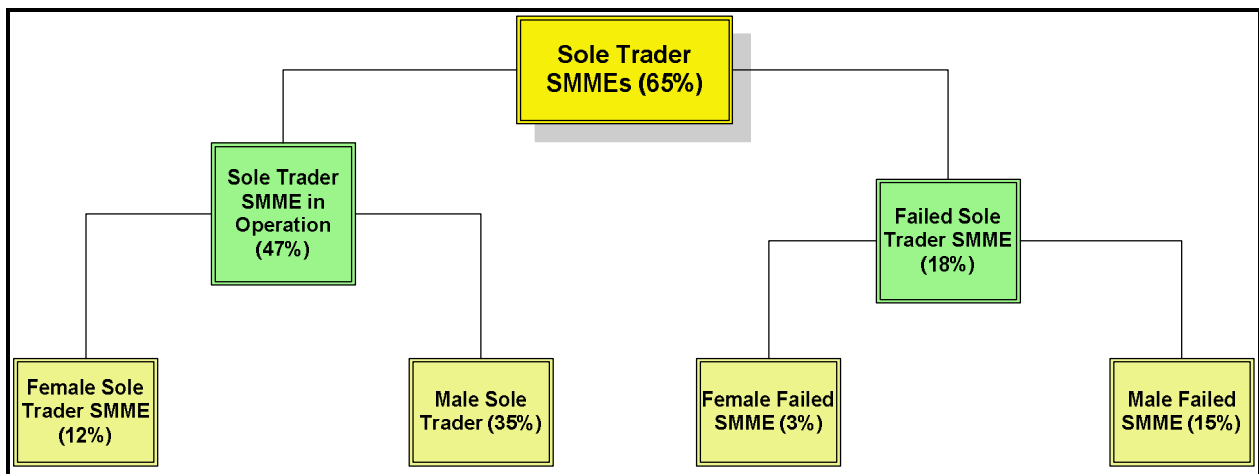 Sole Trader
SMMEs (65%)
Sole Trader
SMME in
Operation
(47%)
Failed Sole
Trader SMME
(18%)
Female Sole
Trader SMME
(12%)
Male Sole
Trader (35%)
Female Failed
SMME (3%)
Male Failed
SMME (15%)